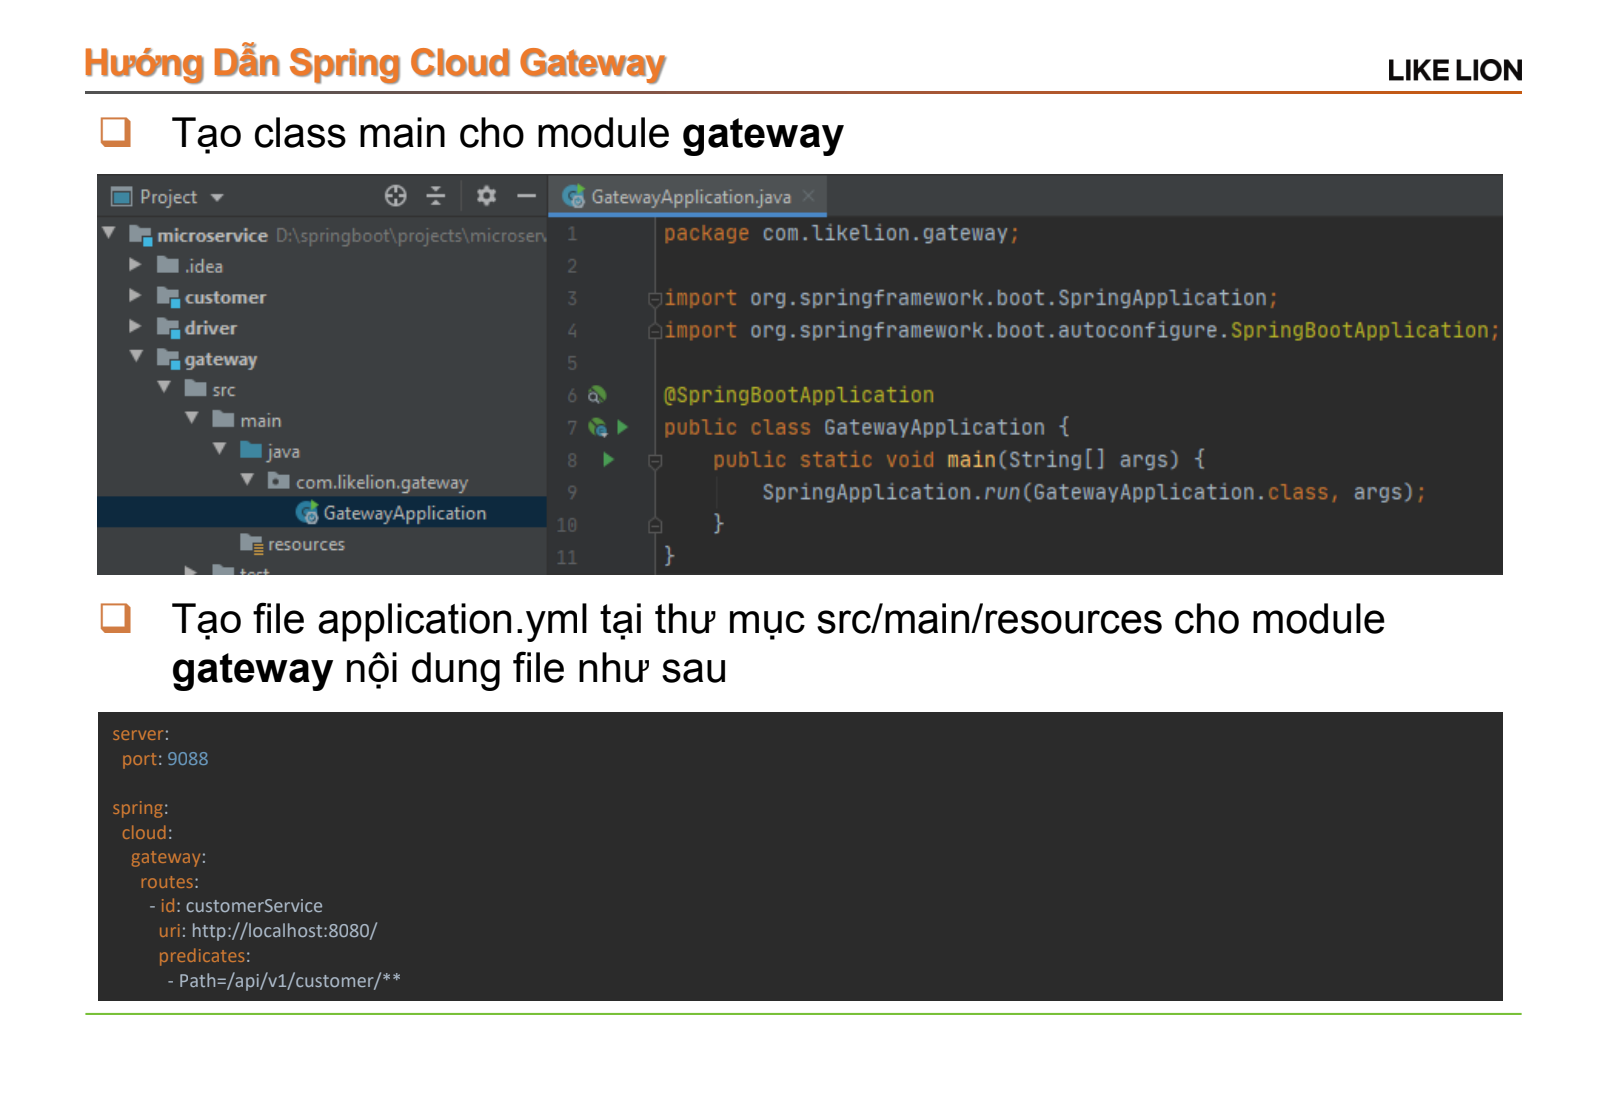 Hướng Dẫn Spring Cloud Gateway
LIKE LION
Tạo class main cho module gateway
Project
GatewayApplication.java
microservice D:\springboot\projects\microserv
.idea
customer
driver
gateway
src
main
java
com.likelion.gateway
GatewayApplication
resources
test
1 package com.likelion.gateway;
2
3 import org.springframework.boot.SpringApplication;
4 import org.springframework.boot.autoconfigure.SpringBootApplication;
5
6 @SpringBootApplication
7 public class GatewayApplication {
8 public static void main(String[] args) {
9 SpringApplication.run(GatewayApplication.class, args);
10 }
11 }
Tạo file application.yml tại thư mục src/main/resources cho module
gateway nội dung file như sau
server:
port: 9088
spring:
cloud:
gateway:
routes:
- id: customerService
uri: http://localhost:8080/
predicates:
- Path=/api/v1/customer/**